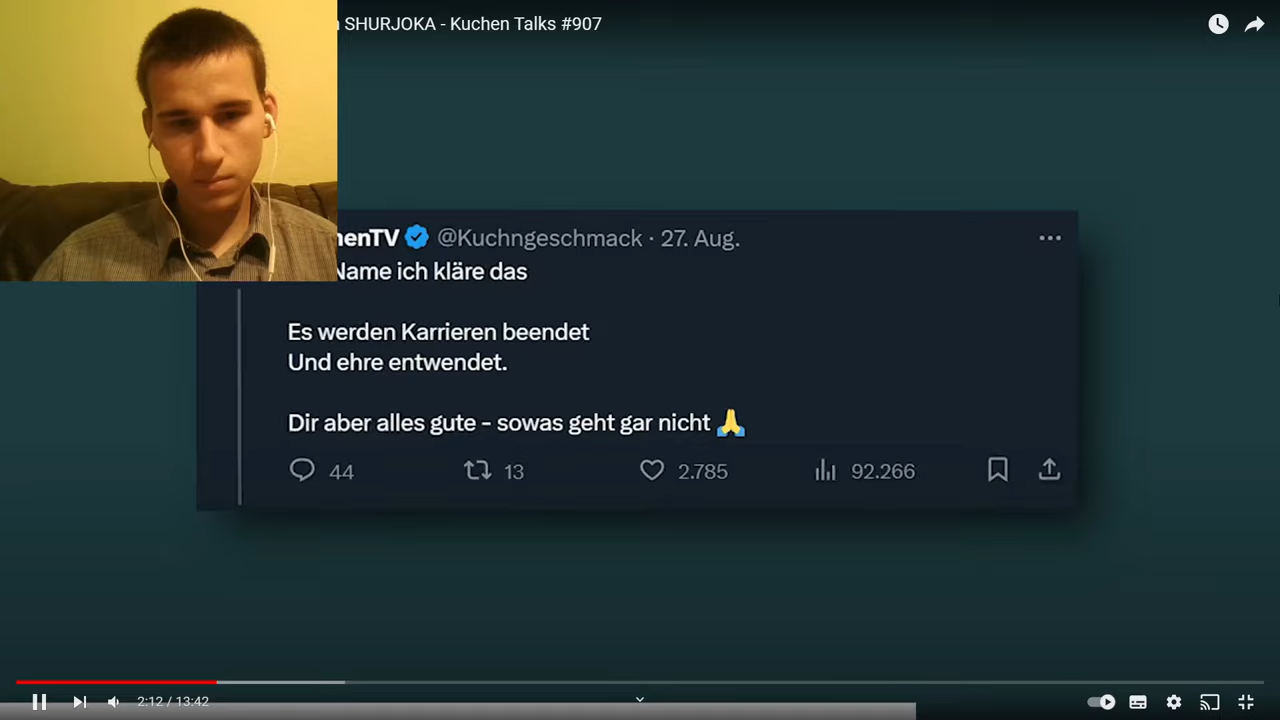 SHURJOKA - Kuchen Talks #907
enTV @Kuchngeschmack · 27. Aug.
Name ich kläre das
Es werden Karrieren beendet
Und ehre entwendet.
Dir aber alles gute - sowas geht gar nicht 🙏
44 13 2.785 92.266
2:12 / 13:42